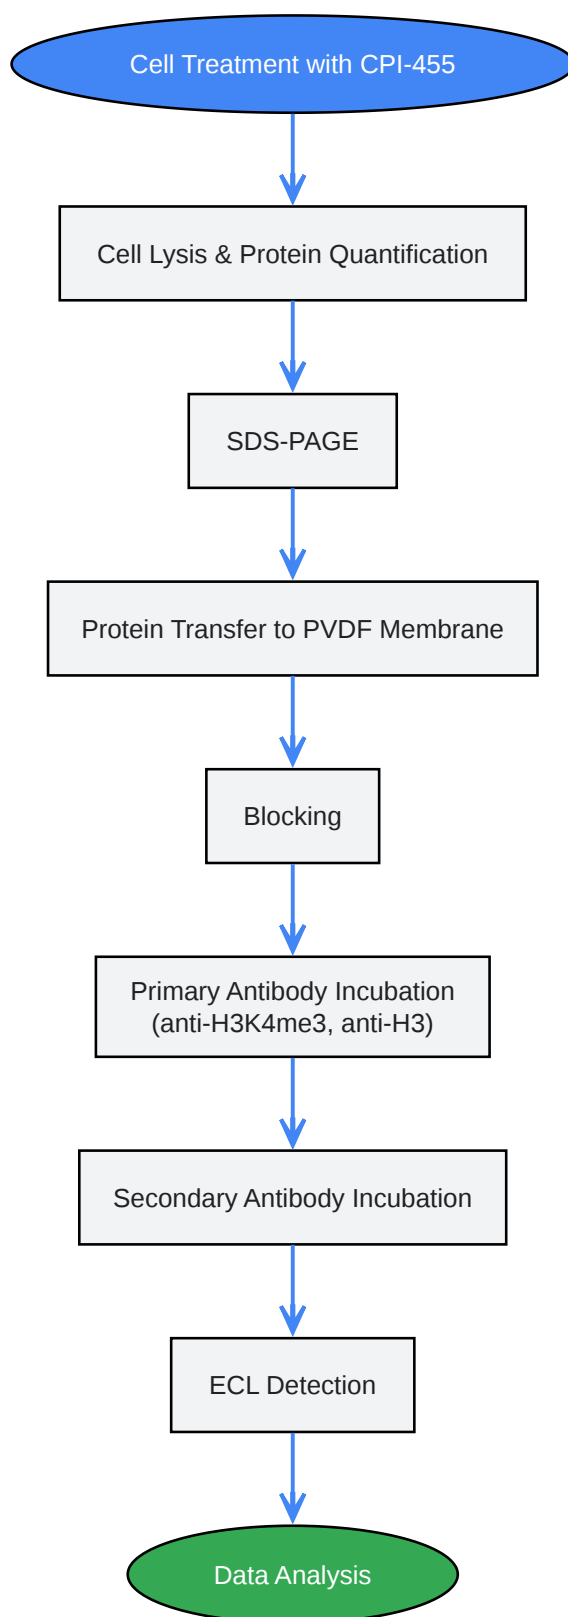 Cell Treatment with CPI-455
Cell Lysis & Protein Quantification
SDS-PAGE
Protein Transfer to PVDF Membrane
Blocking
Primary Antibody Incubation
(anti-H3K4me3, anti-H3)
Secondary Antibody Incubation
ECL Detection
Data Analysis